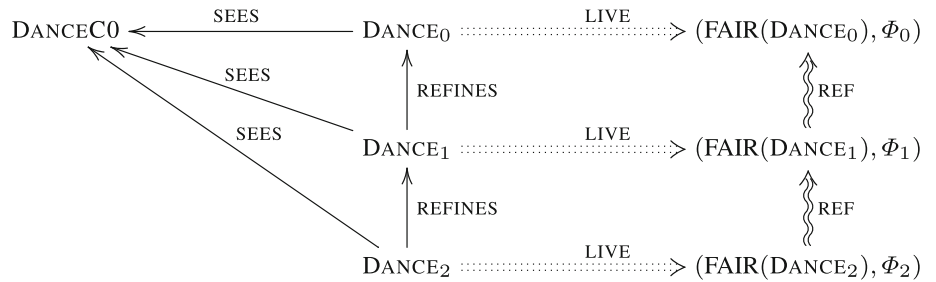 SEES LIVE
DANCEC0 DANCE₀ (FAIR(DANCE₀), Φ₀)
SEES REFINES REF
SEES LIVE
DANCE₁ (FAIR(DANCE₁), Φ₁)
REFINES REF
LIVE
DANCE₂ (FAIR(DANCE₂), Φ₂)